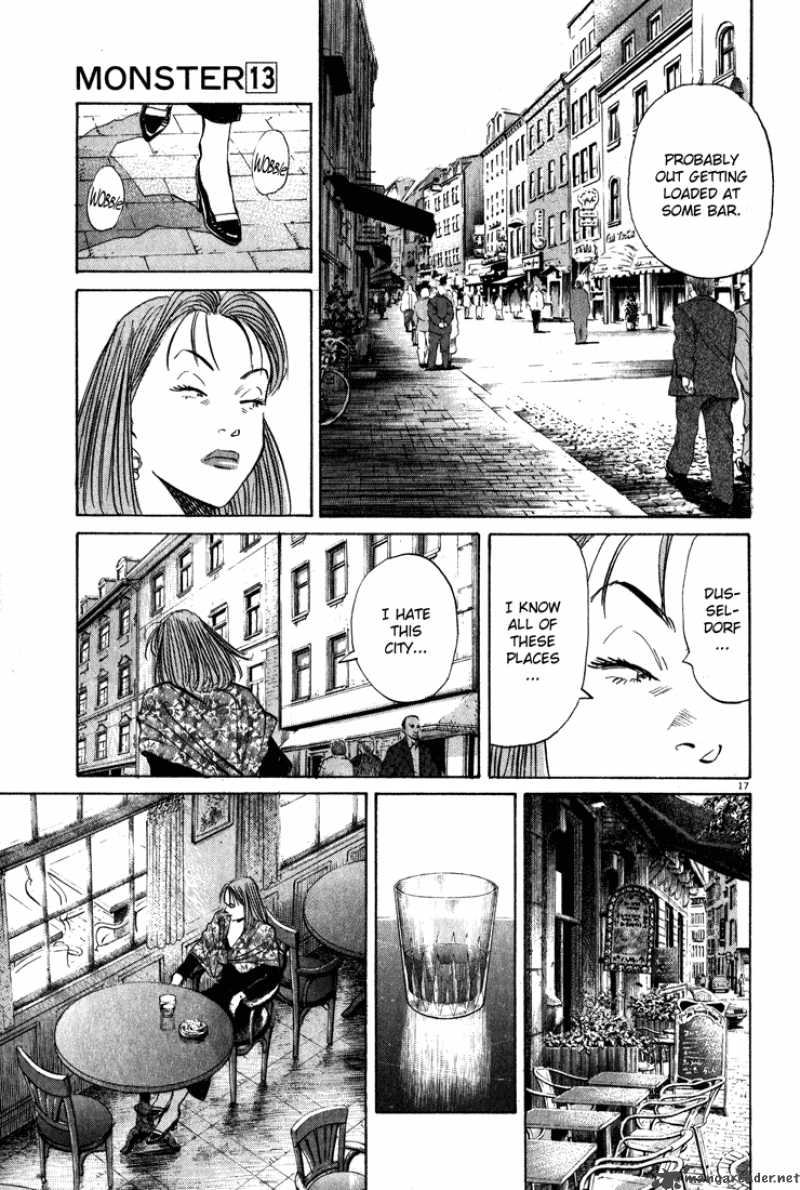 MONSTER 13
PROBABLY
OUT GETTING
LOADED AT
SOME BAR.
WOBBLE
WOBBLE
DUS-
SEL-
DORF
...
I KNOW
ALL OF
THESE
PLACES
...
I HATE
THIS
CITY...
17
mangareader.net